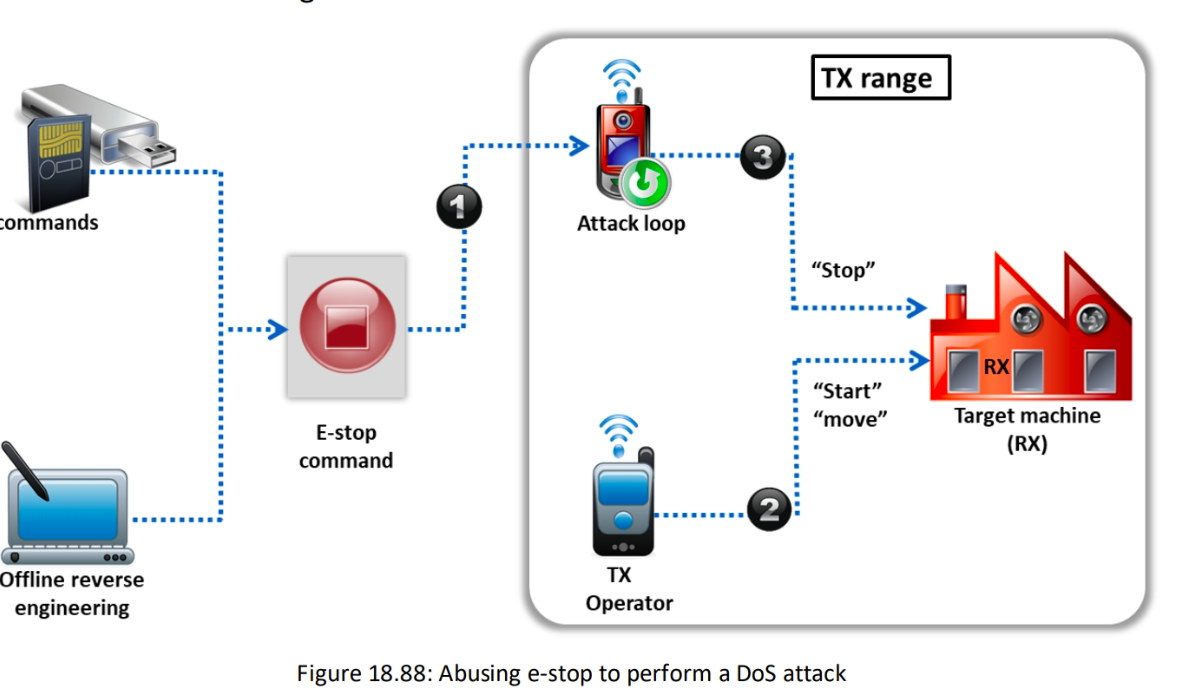 TX range
commands
1
3
Attack loop
“Stop”
RX
“Start”
“move”
Target machine
(RX)
E-stop
command
2
TX
Operator
Offline reverse
engineering
Figure 18.88: Abusing e-stop to perform a DoS attack